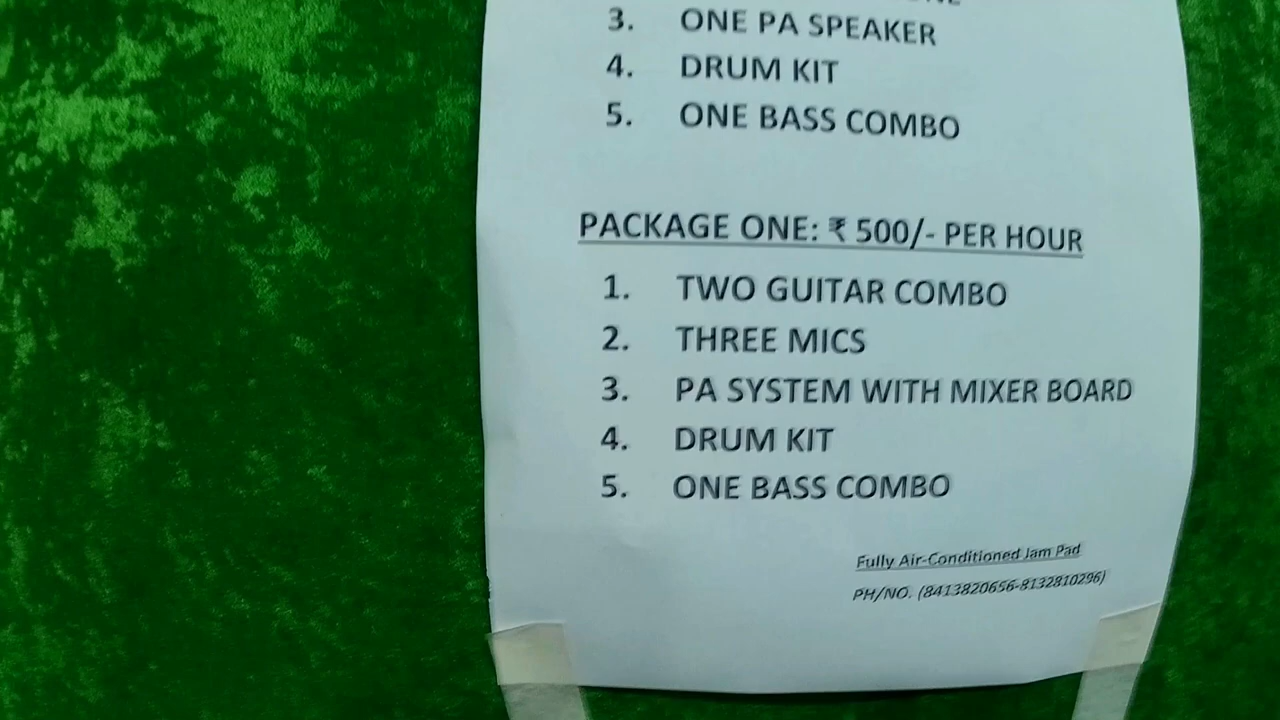 3. ONE PA SPEAKER
4. DRUM KIT
5. ONE BASS COMBO
PACKAGE ONE: ₹ 500/- PER HOUR
1. TWO GUITAR COMBO
2. THREE MICS
3. PA SYSTEM WITH MIXER BOARD
4. DRUM KIT
5. ONE BASS COMBO
Fully Air-Conditioned Jam Pad
PH/NO. (8413820656-8132810296)